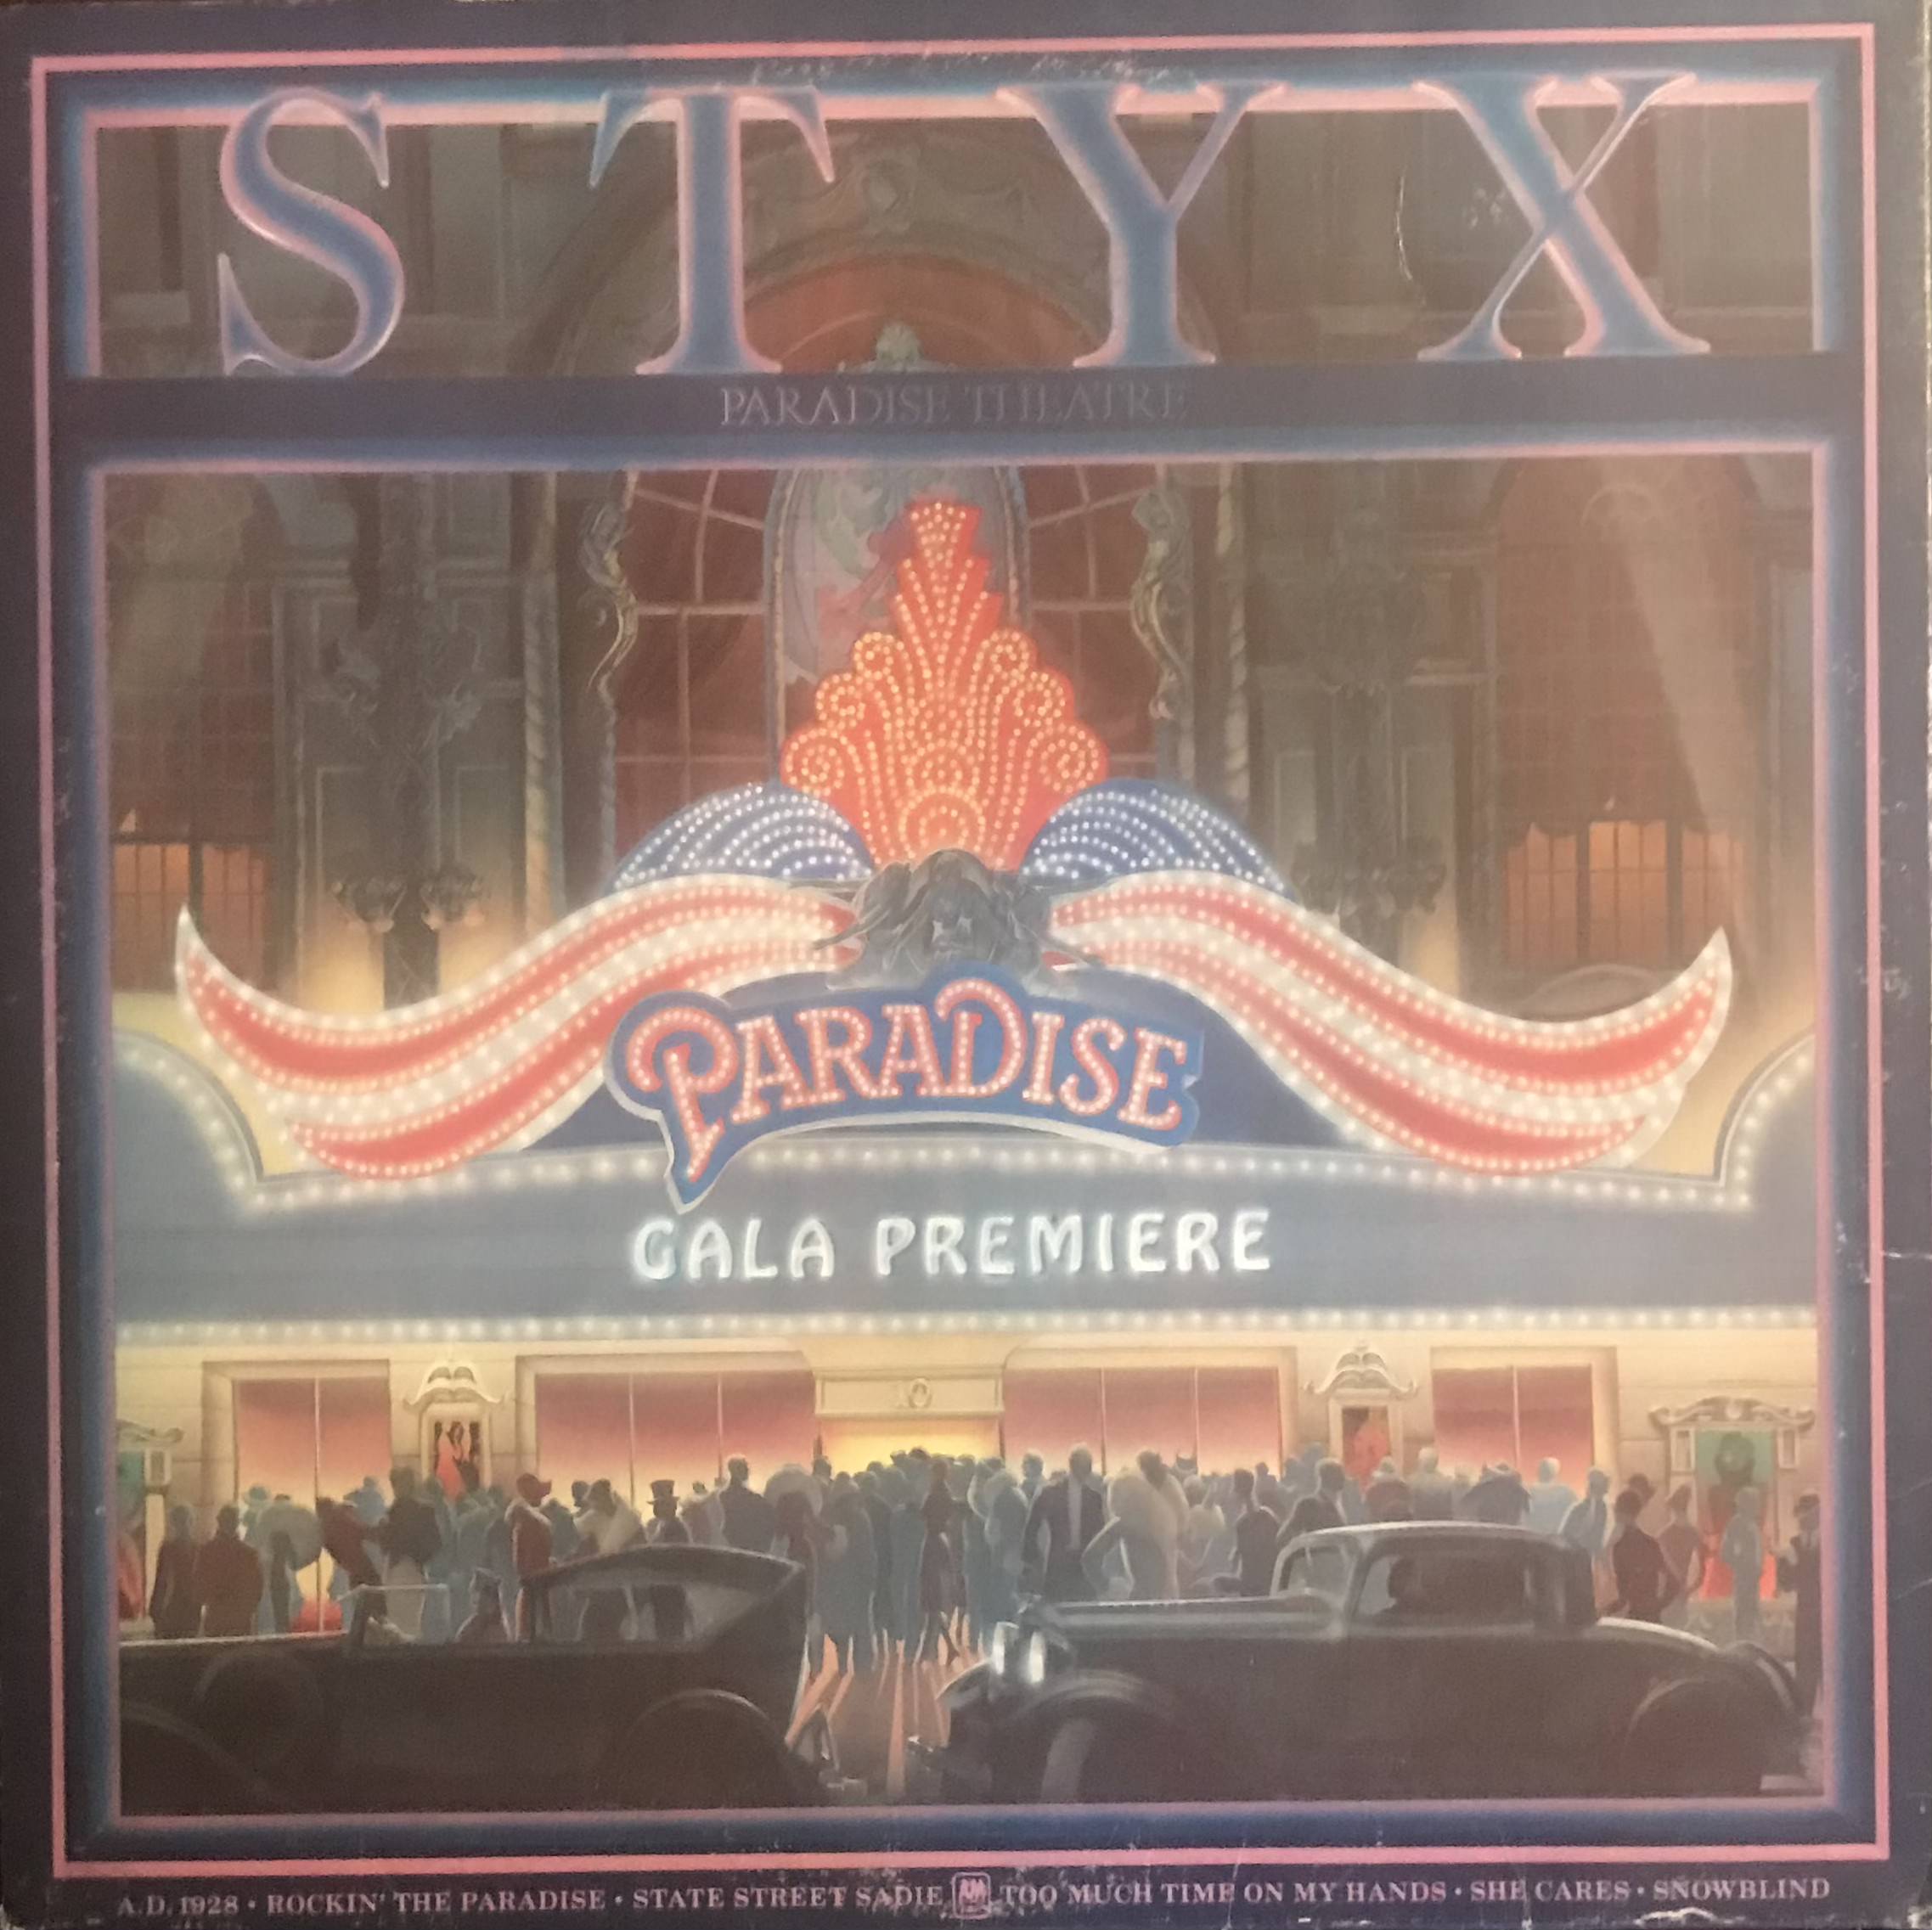 STYX
PARADISE THEATRE
PARADISE
GALA PREMIERE
10
A.D. 1928 • ROCKIN' THE PARADISE • STATE STREET SADIE A&M TOO MUCH TIME ON MY HANDS • SHE CARES • SNOWBLIND